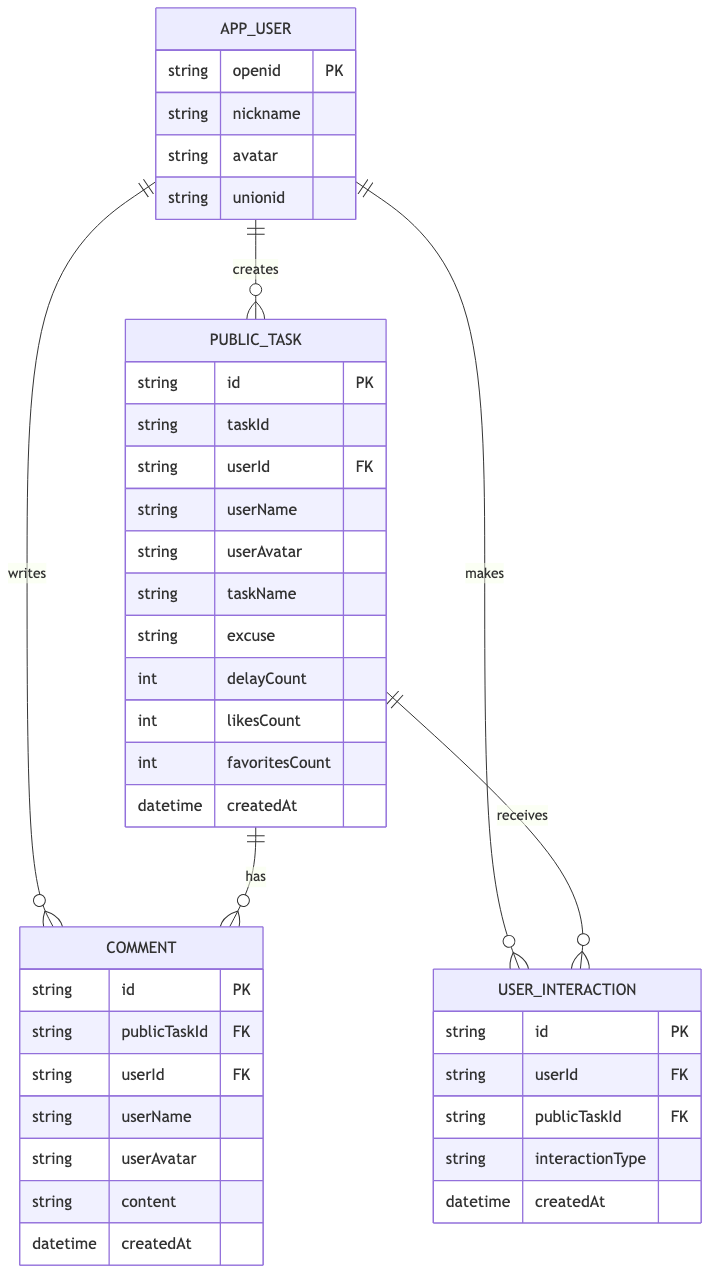 APP_USER
string openid PK
string nickname
string avatar
string unionid
creates
PUBLIC_TASK
string id PK
string taskId
string userId FK
string userName
string userAvatar
string taskName
string excuse
int delayCount
int likesCount
int favoritesCount
datetime createdAt
writes
makes
receives
has
COMMENT
string id PK
string publicTaskId FK
string userId FK
string userName
string userAvatar
string content
datetime createdAt
USER_INTERACTION
string id PK
string userId FK
string publicTaskId FK
string interactionType
datetime createdAt